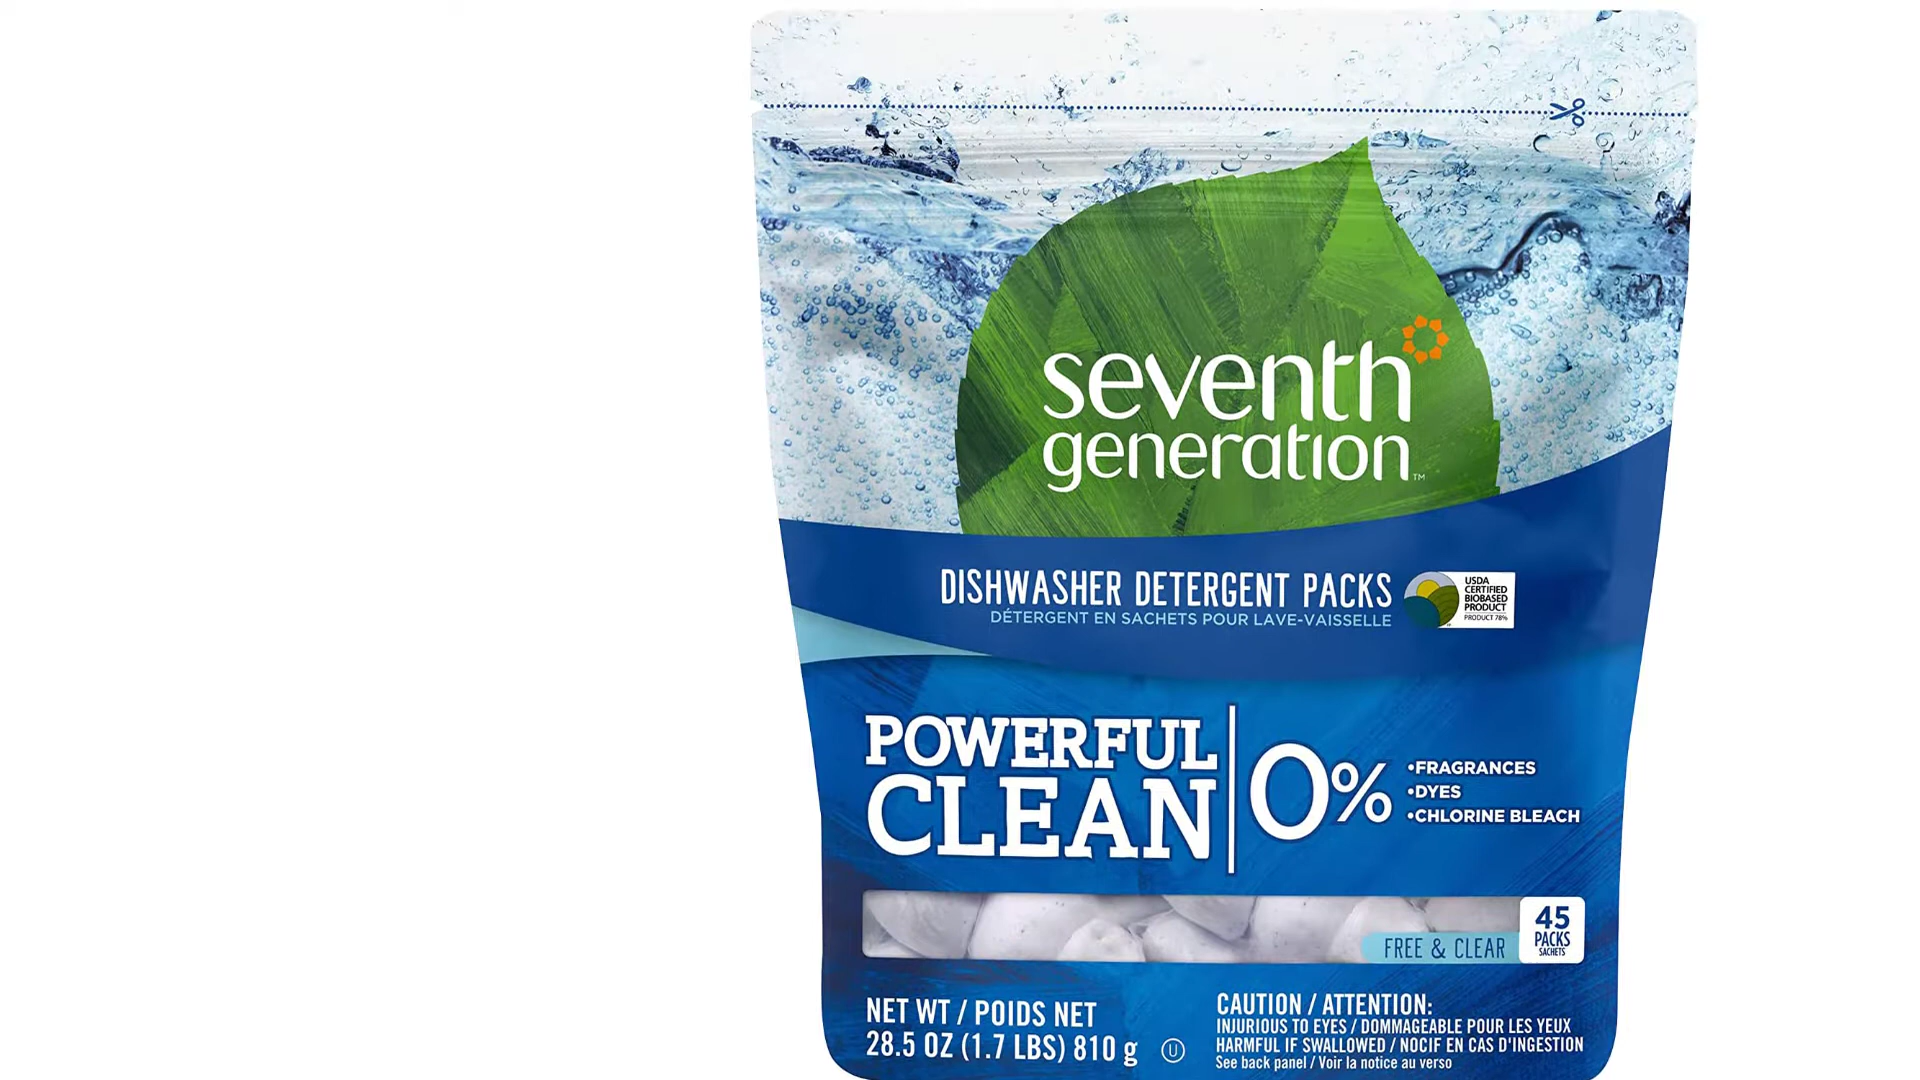 seventh
generation™
DISHWASHER DETERGENT PACKS
DÉTERGENT EN SACHETS POUR LAVE-VAISSELLE
USDA
CERTIFIED
BIOBASED
PRODUCT
PRODUCT 78%
POWERFUL
CLEAN
0%
•FRAGRANCES
•DYES
•CHLORINE BLEACH
FREE & CLEAR
45
PACKS
SACHETS
NET WT / POIDS NET
28.5 OZ (1.7 LBS) 810 g
U
CAUTION / ATTENTION:
INJURIOUS TO EYES / DOMMAGEABLE POUR LES YEUX
HARMFUL IF SWALLOWED / NOCIF EN CAS D'INGESTION
See back panel / Voir la notice au verso